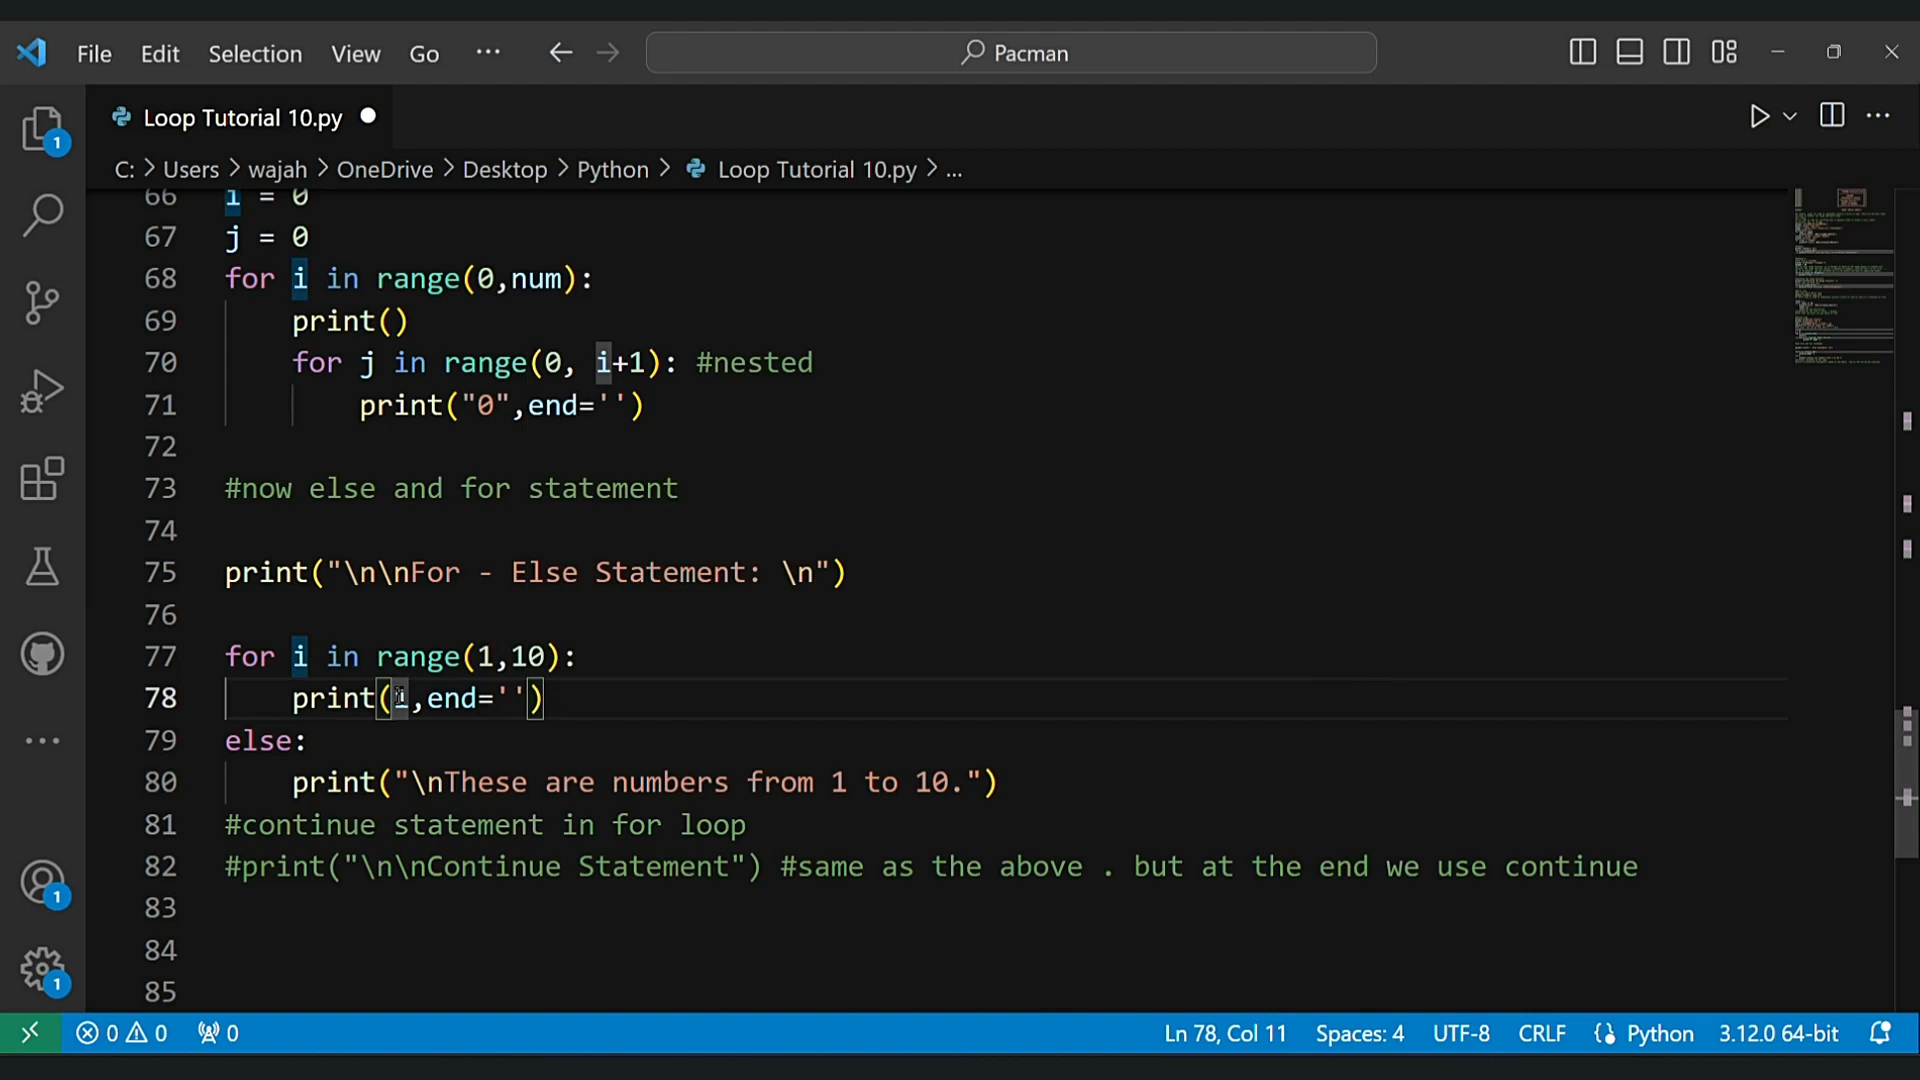 File Edit Selection View Go ··· Pacman
Loop Tutorial 10.py
C: > Users > wajah > OneDrive > Desktop > Python > Loop Tutorial 10.py > ...
66 i = 0
67 j = 0
68 for i in range(0,num):
69 print()
70 for j in range(0, i+1): #nested
71 print("0",end='')
72
73 #now else and for statement
74
75 print("\n\nFor - Else Statement: \n")
76
77 for i in range(1,10):
78 print(i,end='')
79 else:
80 print("\nThese are numbers from 1 to 10.")
81 #continue statement in for loop
82 #print("\n\nContinue Statement") #same as the above . but at the end we use continue
83
84
85
1
1
1
0 0 0 Ln 78, Col 11 Spaces: 4 UTF-8 CRLF Python 3.12.0 64-bit